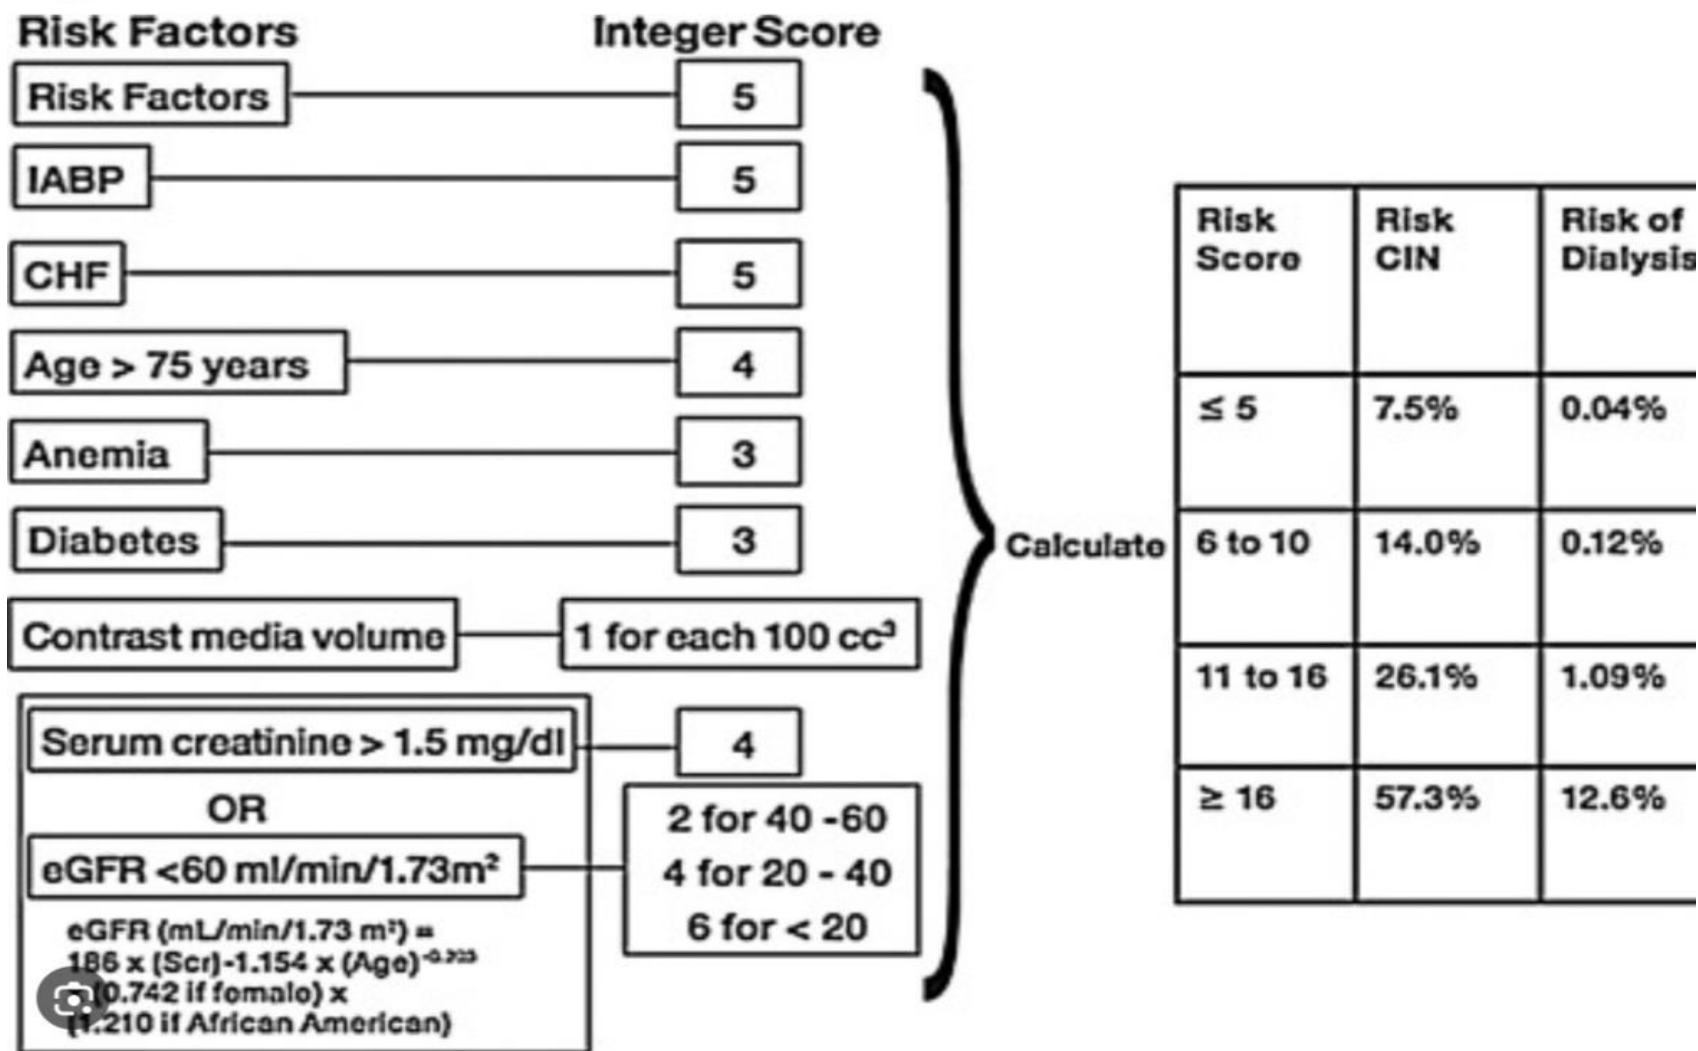 Risk Factors
Integer Score
Risk Factors
5
IABP
5
CHF
5
Age > 75 years
4
Anemia
3
Diabetes
3
Contrast media volume
1 for each 100 cc³
Serum creatinine > 1.5 mg/dl
4
OR
eGFR <60 ml/min/1.73m²
2 for 40 -60
4 for 20 - 40
6 for < 20
eGFR (mL/min/1.73 m²) =
186 x (Scr)-1.154 x (Age)
(0.742 if female) x
(1.210 if African American)
Calculate
Risk Score
Risk CIN
Risk of Dialysis
≤ 5
7.5%
0.04%
6 to 10
14.0%
0.12%
11 to 16
26.1%
1.09%
≥ 16
57.3%
12.6%